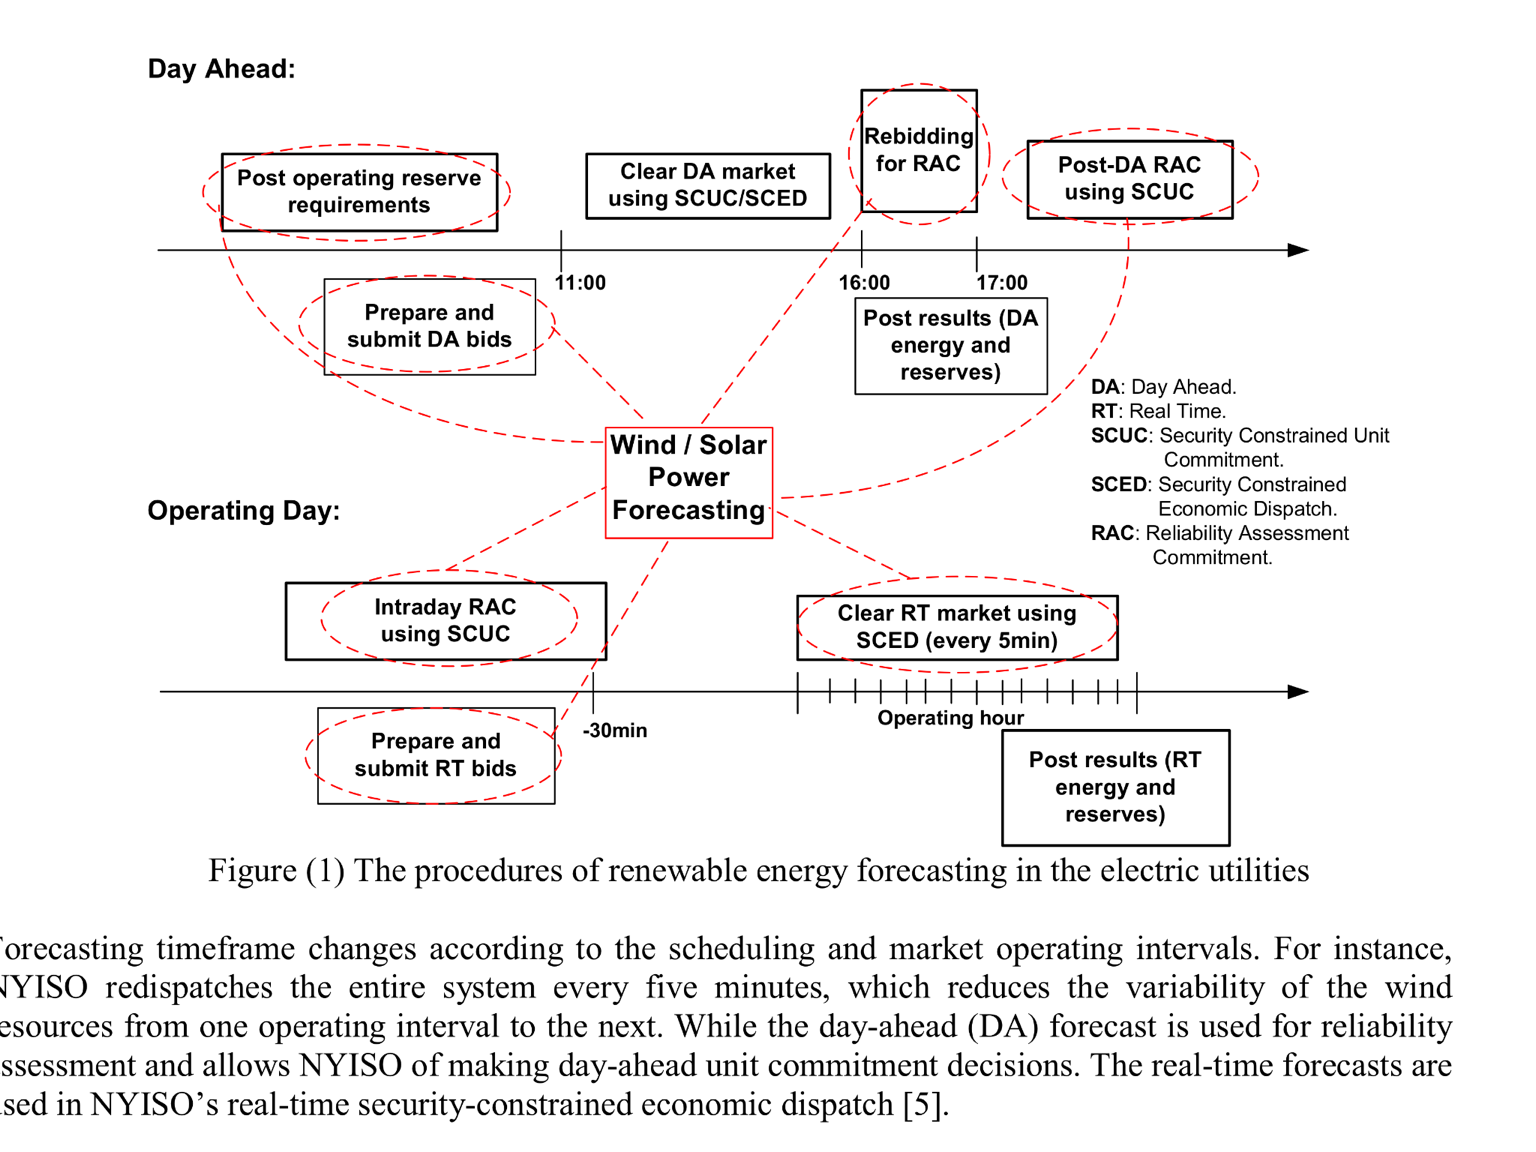 Day Ahead:
Post operating reserve
requirements
Clear DA market
using SCUC/SCED
Rebidding
for RAC
Post-DA RAC
using SCUC
11:00
16:00
17:00
Prepare and
submit DA bids
Post results (DA
energy and
reserves)
DA: Day Ahead.
RT: Real Time.
SCUC: Security Constrained Unit
Commitment.
SCED: Security Constrained
Economic Dispatch.
RAC: Reliability Assessment
Commitment.
Wind / Solar
Power
Forecasting
Operating Day:
Intraday RAC
using SCUC
Clear RT market using
SCED (every 5min)
-30min
Operating hour
Prepare and
submit RT bids
Post results (RT
energy and
reserves)
Figure (1) The procedures of renewable energy forecasting in the electric utilities
Forecasting timeframe changes according to the scheduling and market operating intervals. For instance,
NYISO redispatches the entire system every five minutes, which reduces the variability of the wind
resources from one operating interval to the next. While the day-ahead (DA) forecast is used for reliability
assessment and allows NYISO of making day-ahead unit commitment decisions. The real-time forecasts are
used in NYISO’s real-time security-constrained economic dispatch [5].